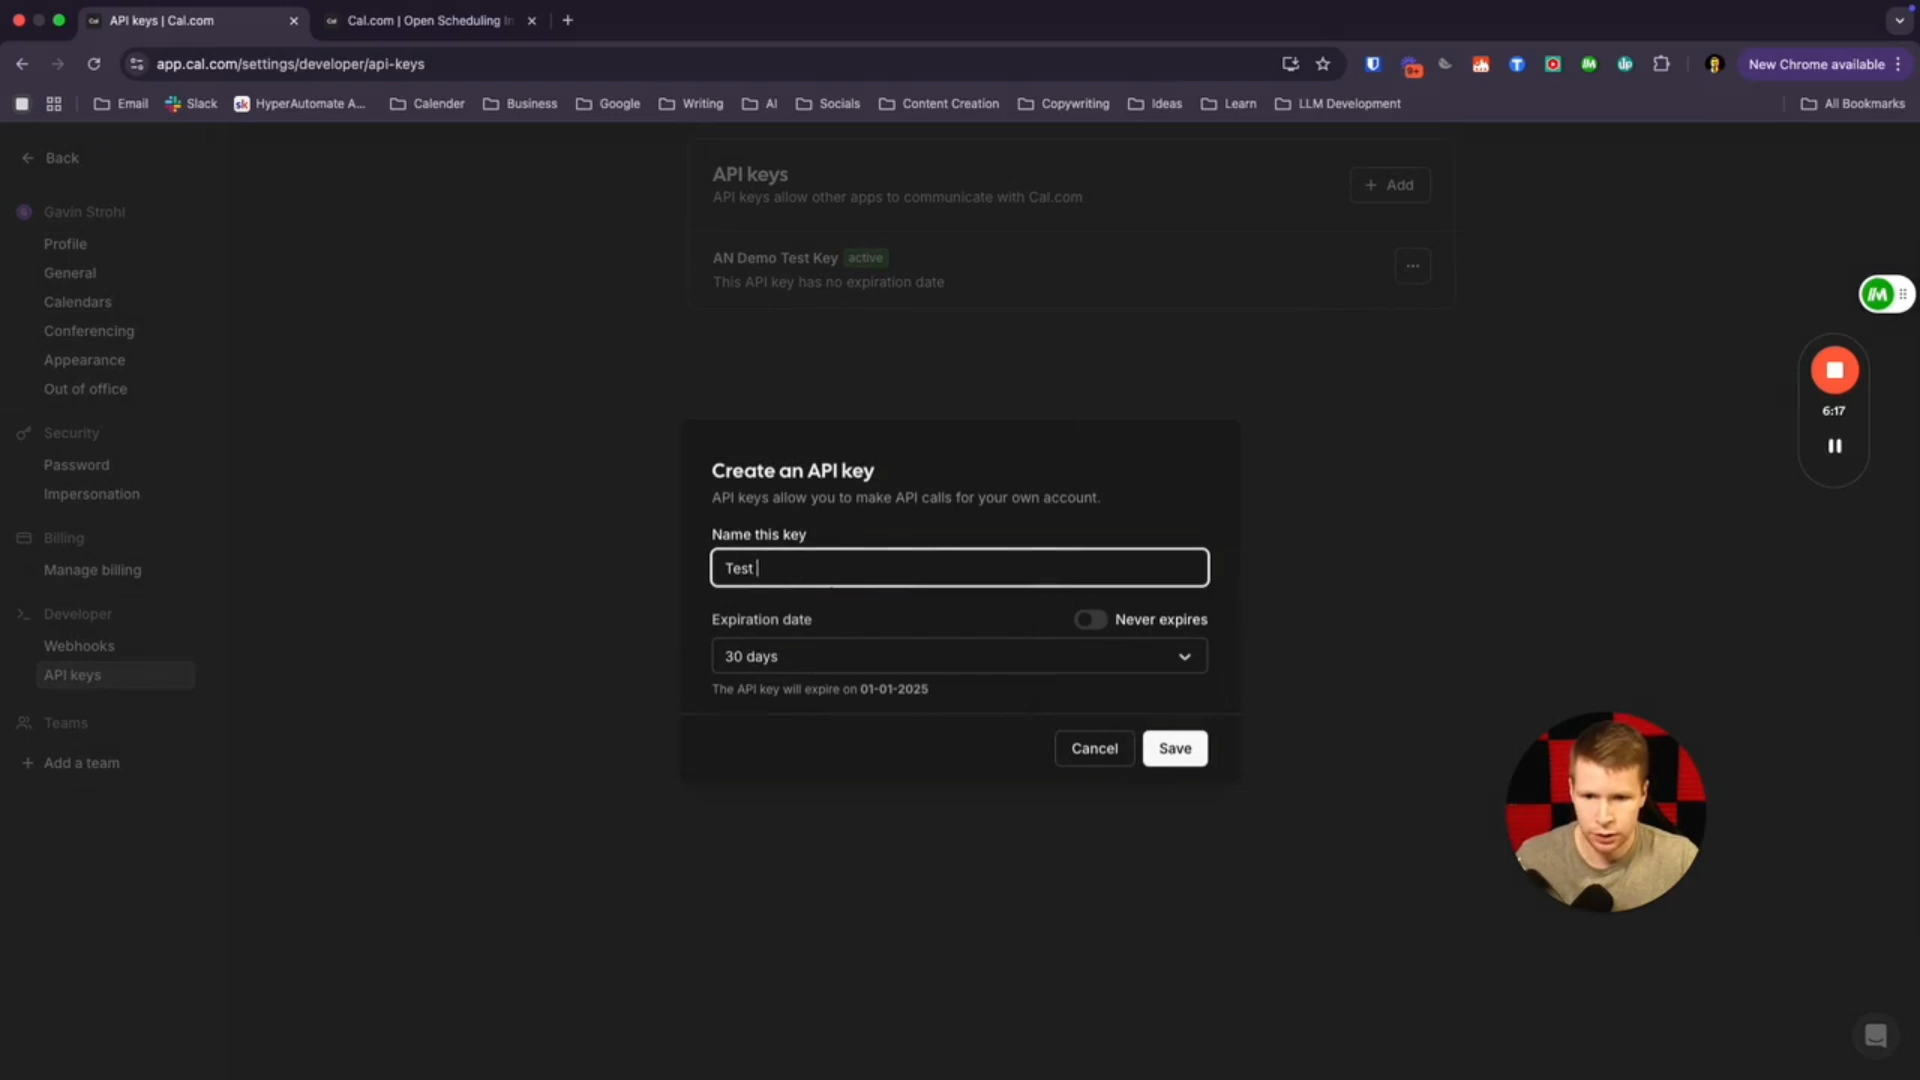 API keys | Cal.com
Cal.com | Open Scheduling In
app.cal.com/settings/developer/api-keys
9+
New Chrome available
Email
Slack
HyperAutomate A...
Calender
Business
Google
Writing
AI
Socials
Content Creation
Copywriting
Ideas
Learn
LLM Development
All Bookmarks
Back
Gavin Strohl
Profile
General
Calendars
Conferencing
Appearance
Out of office
Security
Password
Impersonation
Billing
Manage billing
Developer
Webhooks
API keys
Teams
Add a team
API keys
API keys allow other apps to communicate with Cal.com
Add
AN Demo Test Key active
This API key has no expiration date
Create an API key
API keys allow you to make API calls for your own account.
Name this key
Test
Expiration date
Never expires
30 days
The API key will expire on 01-01-2025
Cancel
Save
6:17